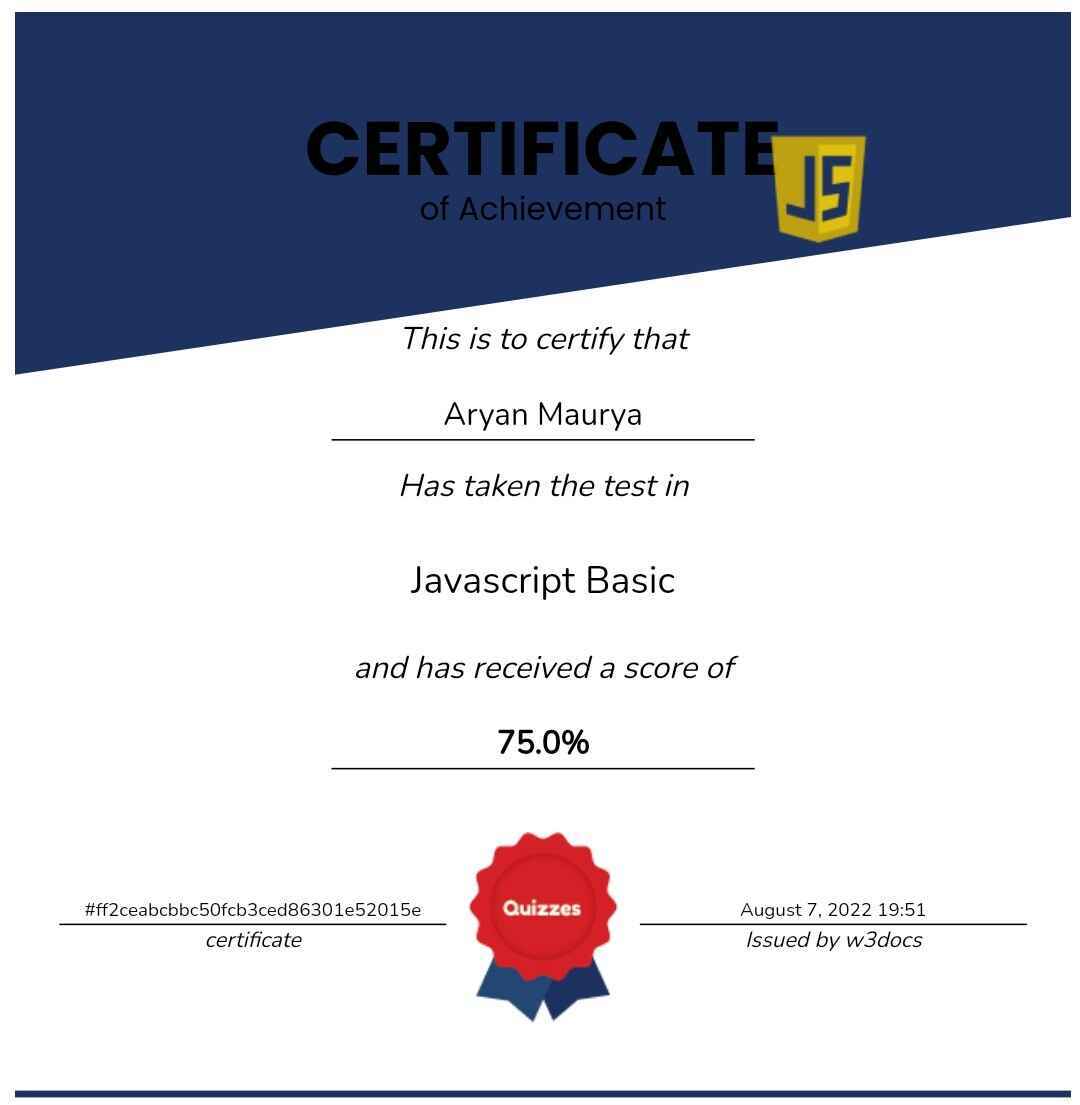 CERTIFICATE
JS
of Achievement
This is to certify that
Aryan Maurya
Has taken the test in
Javascript Basic
and has received a score of
75.0%
Quizzes
#ff2ceabcbbc50fcb3ced86301e52015e
certificate
August 7, 2022 19:51
Issued by w3docs